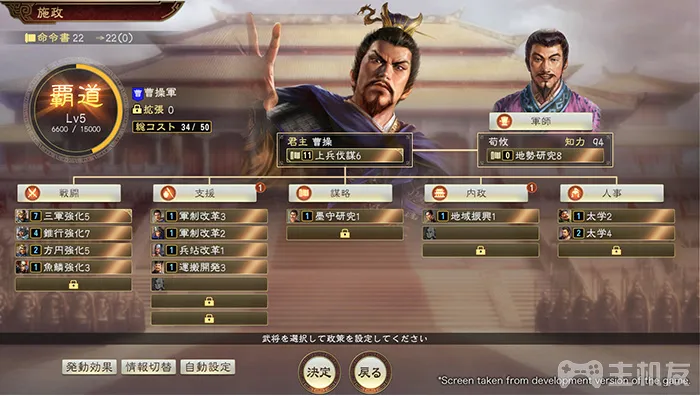 施政
命令書 22 →22(0)
覇道
Lv5
6600 / 15000
曹操軍
拡張 0
総コスト 34 / 50
君主 曹操
11 上兵伐謀6
軍師
荀攸 知力 94
0 地勢研究8
戦闘
7 三軍強化5
4 錐行強化7
2 方円強化5
1 魚鱗強化3
支援 1
1 軍制改革3
1 軍制改革2
1 兵站改革1
1 運搬開発3
謀略
1 墨守研究1
内政 1
1 地域振興1
人事
1 太学2
2 太学4
武将を選択して政策を設定してください
発動効果 情報切替 自動設定
決定 戻る
*Screen taken from development version of the game.
主机友